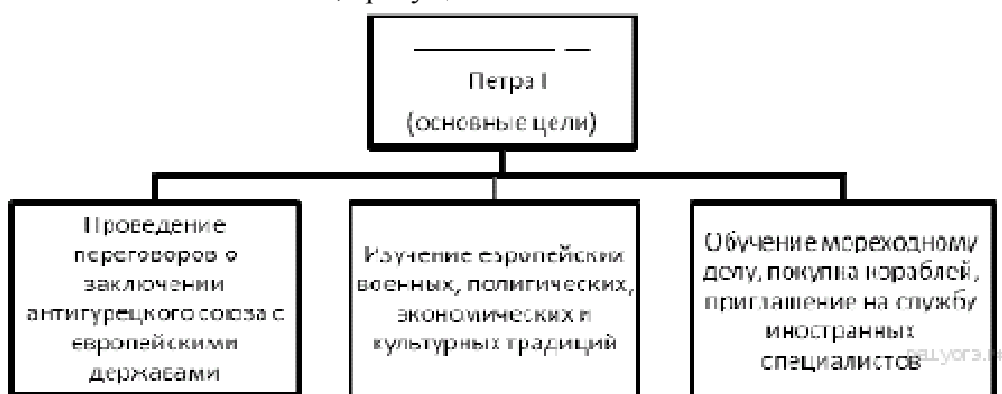 Петра I
(основные цели)
Проведение
переговоров о
заключении
антитурецкого союза с
европейскими
державами
Изучение европейских
военных, политических,
экономических и
культурных традиций
Обучение мореходному
делу, покупка кораблей,
приглашение на службу
иностранных
специалистов